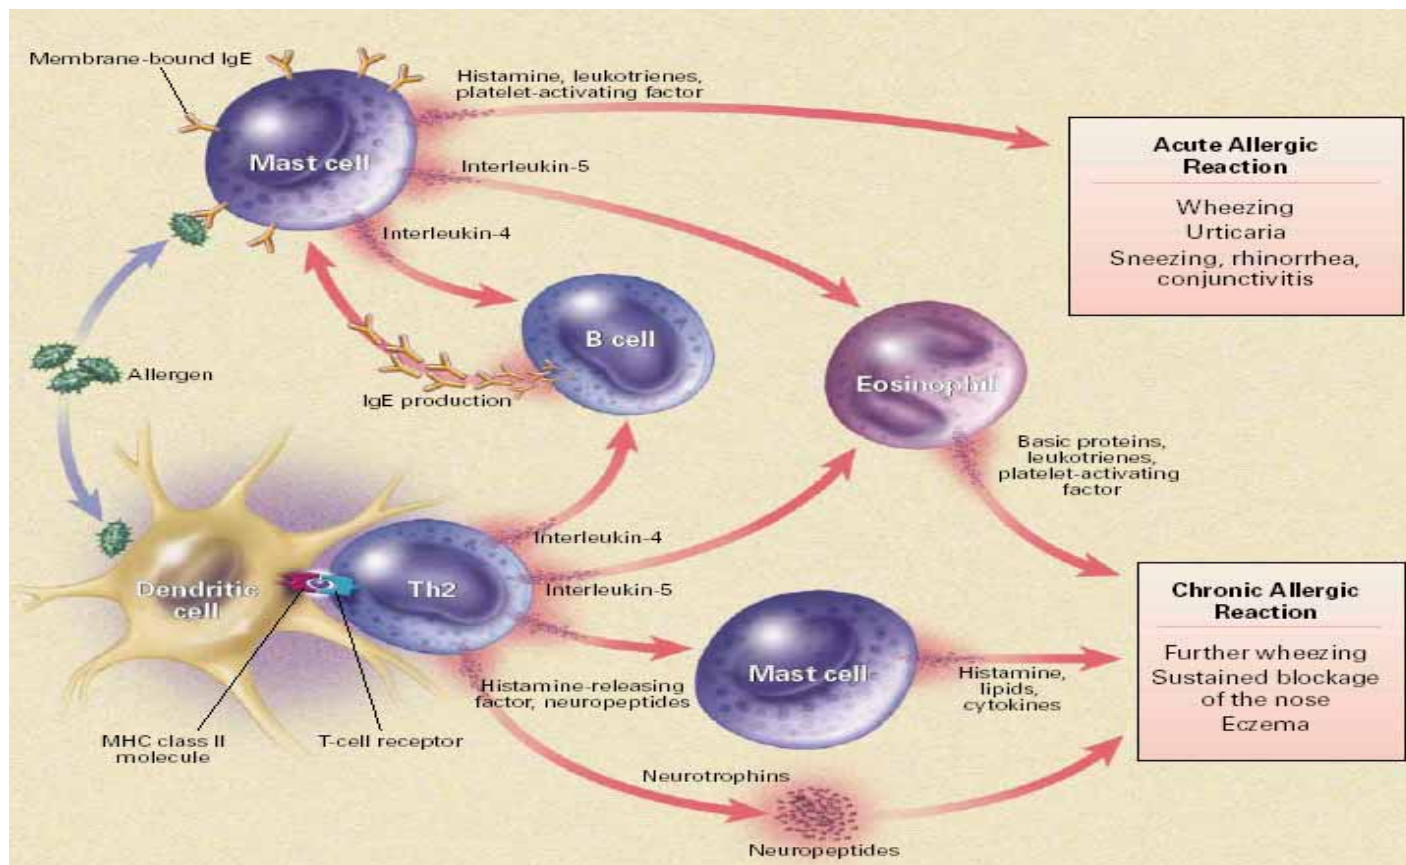 Membrane-bound IgE
Histamine, leukotrienes,
platelet-activating factor
Mast cell
Interleukin-5
Interleukin-4
Acute Allergic
Reaction
Wheezing
Urticaria
Sneezing, rhinorrhea,
conjunctivitis
B cell
Allergen
IgE production
Eosinophil
Basic proteins,
leukotrienes,
platelet-activating
factor
Interleukin-4
Interleukin-5
Dendritic
cell
Th2
Mast cell
Histamine-releasing
factor, neuropeptides
Histamine,
lipids,
cytokines
Chronic Allergic
Reaction
Further wheezing
Sustained blockage
of the nose
Eczema
MHC class II
molecule
T-cell receptor
Neurotrophins
Neuropeptides